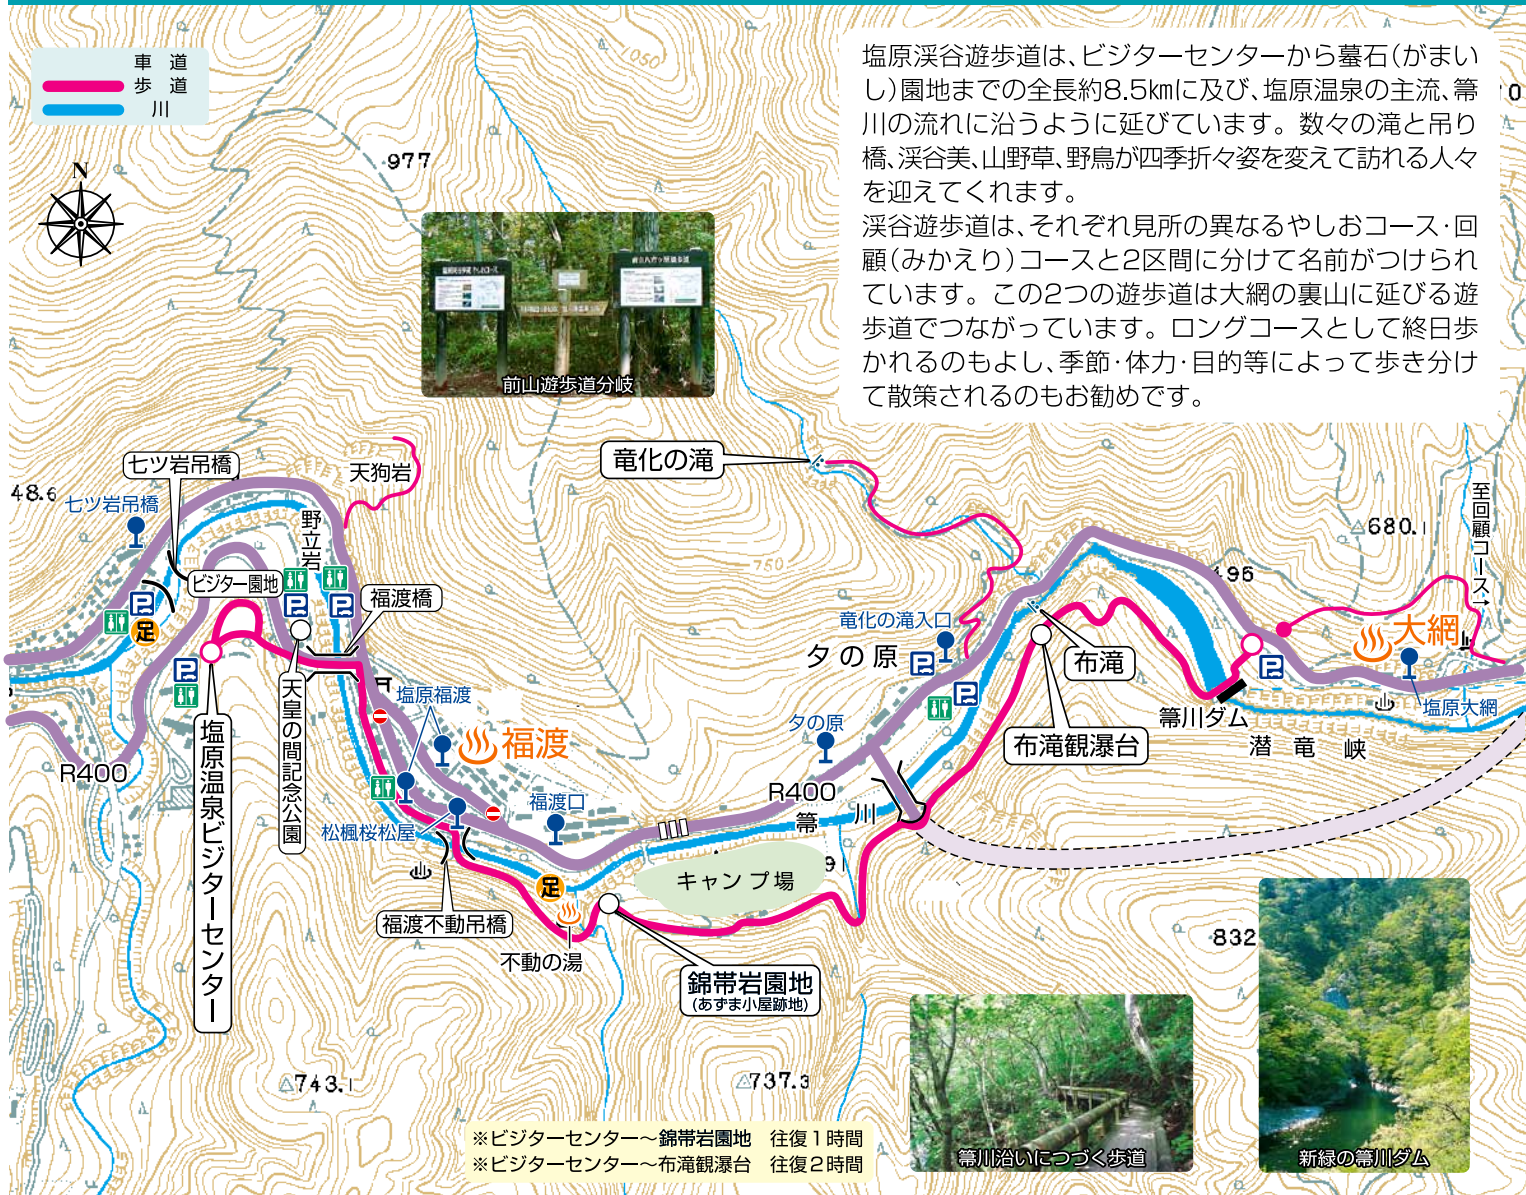 車 道
歩 道
川
N
977
1050
塩原渓谷遊歩道は、ビジターセンターから蟇石(がまい
し)園地までの全長約8.5㎞に及び、塩原温泉の主流、箒
川の流れに沿うように延びています。数々の滝と吊り
橋、渓谷美、山野草、野鳥が四季折々姿を変えて訪れる人々
を迎えてくれます。
渓谷遊歩道は、それぞれ見所の異なるやしおコース・回
顧(みかえり)コースと2区間に分けて名前がつけられ
ています。この2つの遊歩道は大網の裏山に延びる遊
歩道でつながっています。ロングコースとして終日歩
かれるのもよし、季節・体力・目的等によって歩き分け
て散策されるのもお勧めです。
前山遊歩道分岐
七ツ岩吊橋
天狗岩
48.6
七ツ岩吊橋
野立岩
竜化の滝
680.1
至回顧コース→
750
496
ビジター園地
福渡橋
P
足
竜化の滝入口
夕の原
布滝
大網
塩原大網
塩原福渡
天皇の間記念公園
塩原温泉ビジターセンター
R400
福渡
夕の原
布滝観瀑台
箒川ダム
潜 竜 峡
松楓桜松屋
福渡口
R400
箒 川
91
キャンプ場
足
福渡不動吊橋
不動の湯
錦帯岩園地
(あずま小屋跡地)
832
743.1
737.3
※ビジターセンター〜錦帯岩園地 往復1時間
※ビジターセンター〜布滝観瀑台 往復2時間
箒川沿いにつづく歩道
新緑の箒川ダム